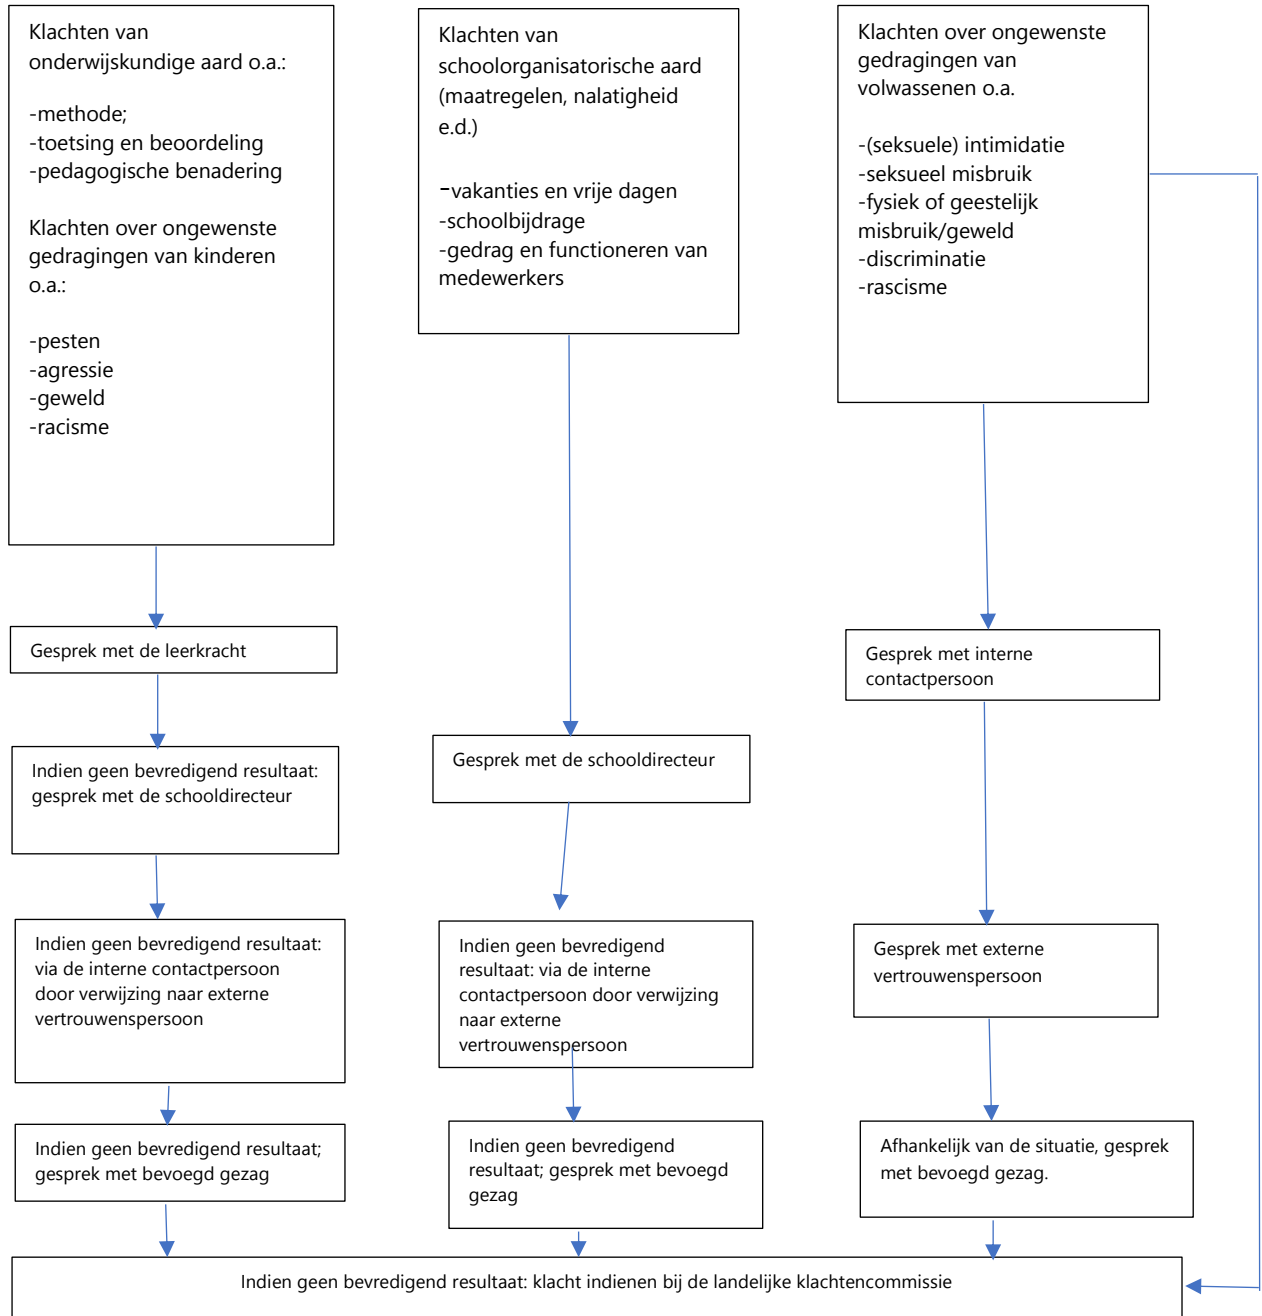 Klachten van
onderwijskundige aard o.a.:
-methode;
-toetsing en beoordeling
-pedagogische benadering
Klachten over ongewenste
gedragingen van kinderen
o.a.:
-pesten
-agressie
-geweld
-racisme
Klachten van
schoolorganisatorische aard
(maatregelen, nalatigheid
e.d.)
-vakanties en vrije dagen
-schoolbijdrage
-gedrag en functioneren van
medewerkers
Klachten over ongewenste
gedragingen van
volwassenen o.a.
-(seksuele) intimidatie
-seksueel misbruik
-fysiek of geestelijk
misbruik/geweld
-discriminatie
-rascisme
Gesprek met de leerkracht
Indien geen bevredigend resultaat:
gesprek met de schooldirecteur
Indien geen bevredigend resultaat:
via de interne contactpersoon
door verwijzing naar externe
vertrouwenspersoon
Indien geen bevredigend resultaat;
gesprek met bevoegd gezag
Gesprek met de schooldirecteur
Indien geen bevredigend
resultaat: via de interne
contactpersoon door verwijzing
naar externe
vertrouwenspersoon
Indien geen bevredigend
resultaat; gesprek met bevoegd
gezag
Gesprek met interne
contactpersoon
Gesprek met externe
vertrouwenspersoon
Afhankelijk van de situatie, gesprek
met bevoegd gezag.
Indien geen bevredigend resultaat: klacht indienen bij de landelijke klachtencommissie